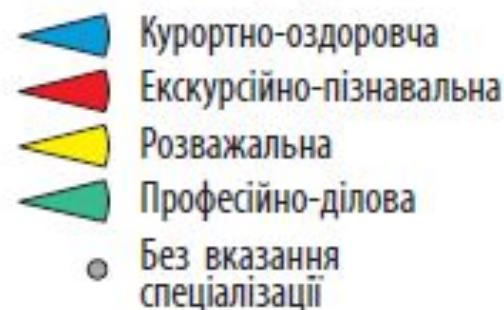 Курортно-оздоровча
Екскурсійно-пізнавальна
Розважальна
Професійно-ділова
Без вказання
спеціалізації